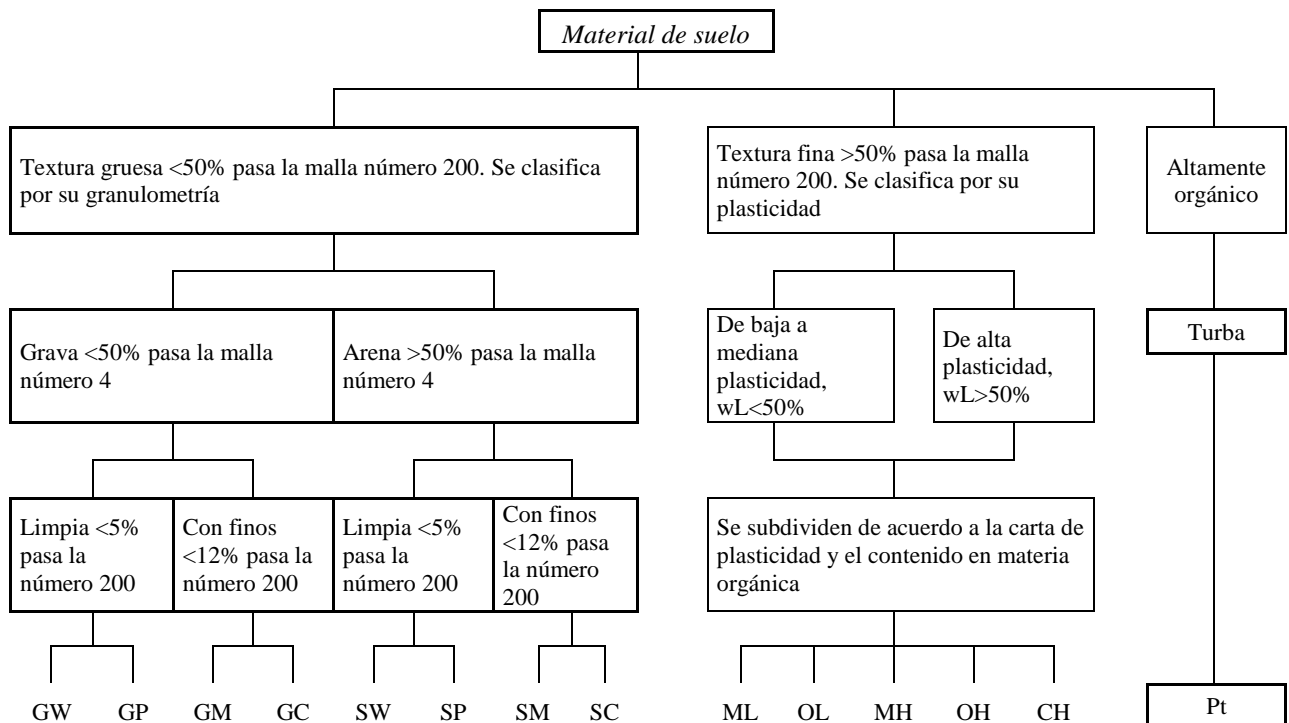 Material de suelo
Textura gruesa <50% pasa la malla número 200. Se clasifica
por su granulometría
Textura fina >50% pasa la malla
número 200. Se clasifica por su
plasticidad
Altamente
orgánico
Grava <50% pasa la malla
número 4
Arena >50% pasa la malla
número 4
De baja a
mediana
plasticidad,
wL<50%
De alta
plasticidad,
wL>50%
Turba
Limpia <5%
pasa la
número 200
Con finos
<12% pasa la
número 200
Limpia <5%
pasa la
número 200
Con finos
<12% pasa
la número
200
Se subdividen de acuerdo a la carta de
plasticidad y el contenido en materia
orgánica
GW GP GM GC SW SP SM SC ML OL MH OH CH Pt